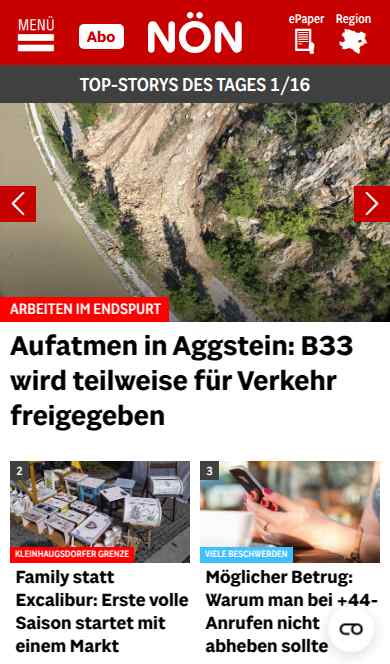 MENÜ
Abo
NÖN
ePaper
Region
TOP-STORYS DES TAGES 1/16
ARBEITEN IM ENDSPURT
Aufatmen in Aggstein: B33
wird teilweise für Verkehr
freigegeben
2
KLEINHAUGSDORFER GRENZE
Family statt
Excalibur: Erste volle
Saison startet mit
einem Markt
3
VIELE BESCHWERDEN
Möglicher Betrug:
Warum man bei +44-
Anrufen nicht
abheben sollte